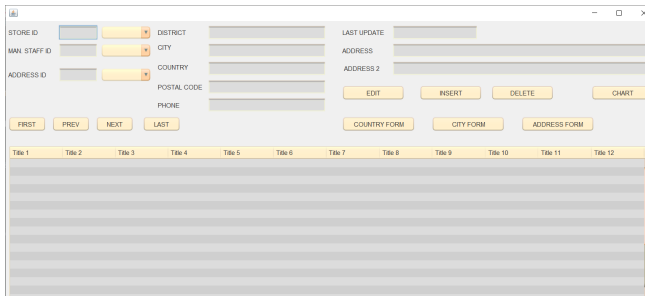 STORE ID DISTRICT LAST UPDATE
MAN. STAFF ID CITY ADDRESS
COUNTRY ADDRESS 2
ADDRESS ID
POSTAL CODE
EDIT INSERT DELETE CHART
PHONE
FIRST PREV NEXT LAST COUNTRY FORM CITY FORM ADDRESS FORM
Title 1 Title 2 Title 3 Title 4 Title 5 Title 6 Title 7 Title 8 Title 9 Title 10 Title 11 Title 12